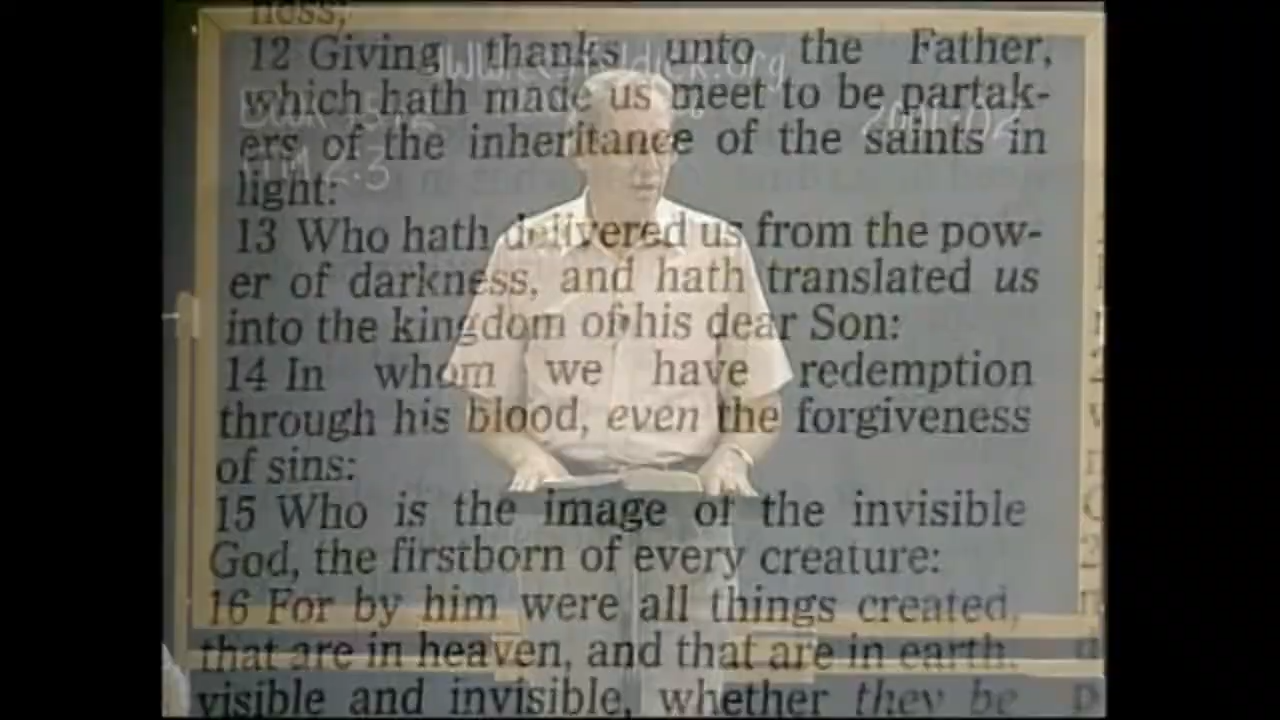 ness;
12 Giving thanks unto the Father,
which hath made us meet to be partak-
ers of the inheritance of the saints in
light:
13 Who hath delivered us from the pow-
er of darkness, and hath translated us
into the kingdom of his dear Son:
14 In whom we have redemption
through his blood, even the forgiveness
of sins:
15 Who is the image of the invisible
God, the firstborn of every creature:
16 For by him were all things created,
that are in heaven, and that are in earth,
visible and invisible, whether they be